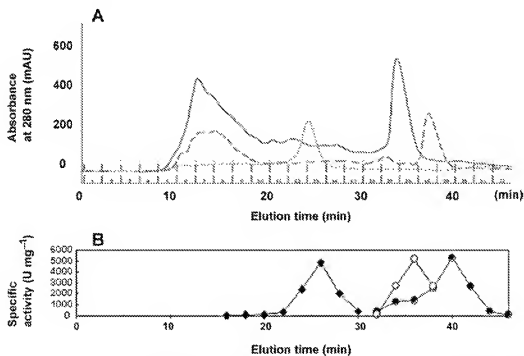 A
Absorbance
at 280 nm (mAU)
600
400
200
0
0
10
20
30
40
(min)
Elution time (min)
B
Specific
activity (U mg⁻¹)
6000
5000
4000
3000
2000
1000
0
10
20
30
40
Elution time (min)